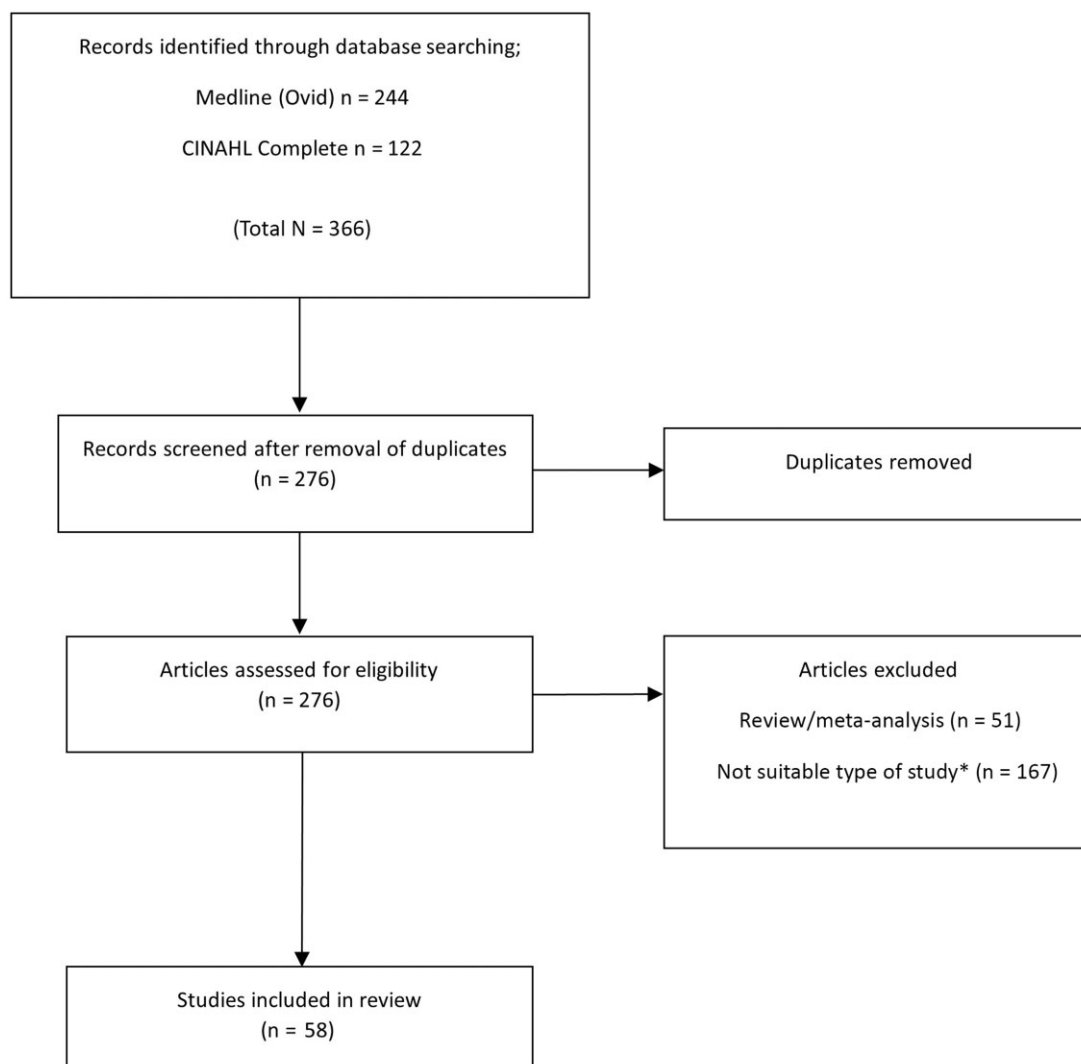 Records identified through database searching;
Medline (Ovid) n = 244
CINAHL Complete n = 122
(Total N = 366)
Records screened after removal of duplicates
(n = 276)
Duplicates removed
Articles assessed for eligibility
(n = 276)
Articles excluded
Review/meta-analysis (n = 51)
Not suitable type of study* (n = 167)
Studies included in review
(n = 58)